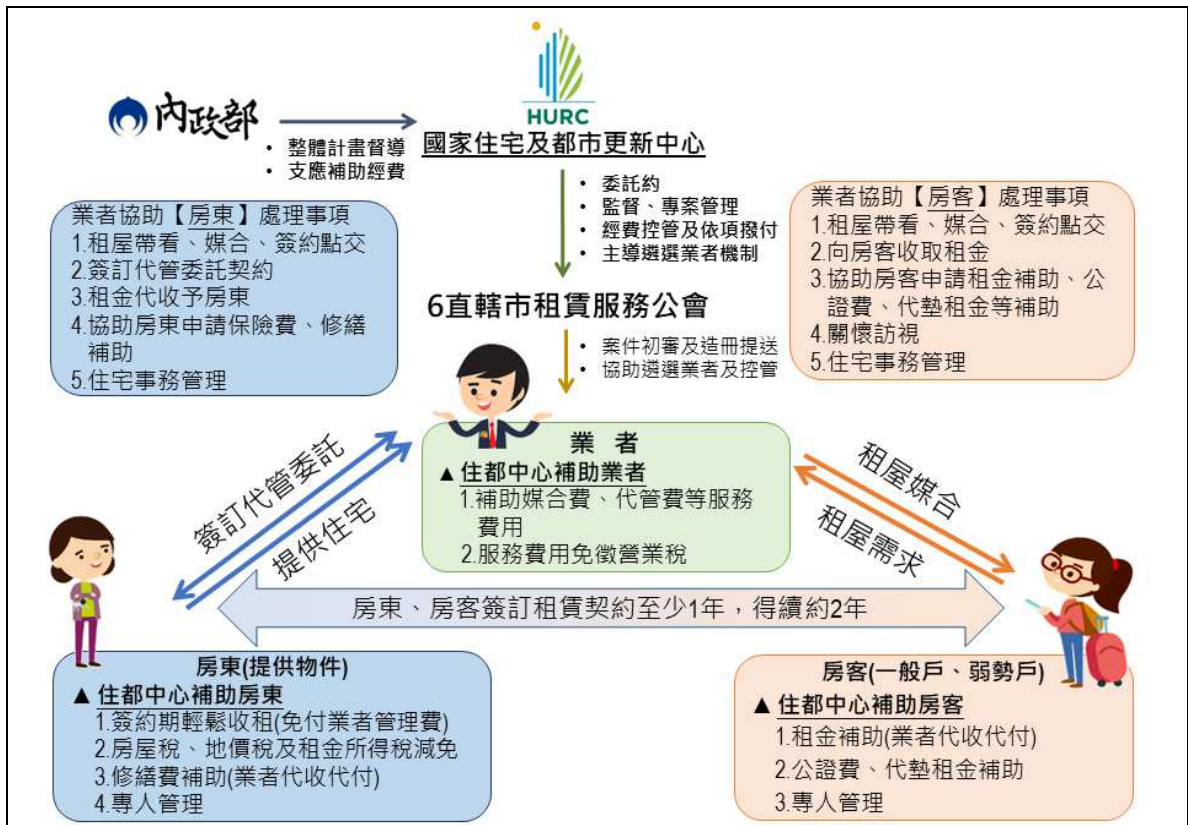 內政部
HURC
國家住宅及都市更新中心
• 整體計畫督導
• 支應補助經費
• 委託約
• 監督、專案管理
• 經費控管及依項撥付
• 主導遴選業者機制
業者協助【房東】處理事項
1.租屋帶看、媒合、簽約點交
2.簽訂代管委託契約
3.租金代收予房東
4.協助房東申請保險費、修繕
補助
5.住宅事務管理
業者協助【房客】處理事項
1.租屋帶看、媒合、簽約點交
2.向房客收取租金
3.協助房客申請租金補助、公
證費、代墊租金等補助
4.關懷訪視
5.住宅事務管理
6直轄市租賃服務公會
• 案件初審及造冊提送
• 協助遴選業者及控管
業 者
▲ 住都中心補助業者
1.補助媒合費、代管費等服務
費用
2.服務費用免徵營業稅
簽訂代管委託
提供住宅
租屋媒合
租屋需求
房東、房客簽訂租賃契約至少1年，得續約2年
房東(提供物件)
▲ 住都中心補助房東
1.簽約期輕鬆收租(免付業者管理費)
2.房屋稅、地價稅及租金所得稅減免
3.修繕費補助(業者代收代付)
4.專人管理
房客(一般戶、弱勢戶)
▲ 住都中心補助房客
1.租金補助(業者代收代付)
2.公證費、代墊租金補助
3.專人管理